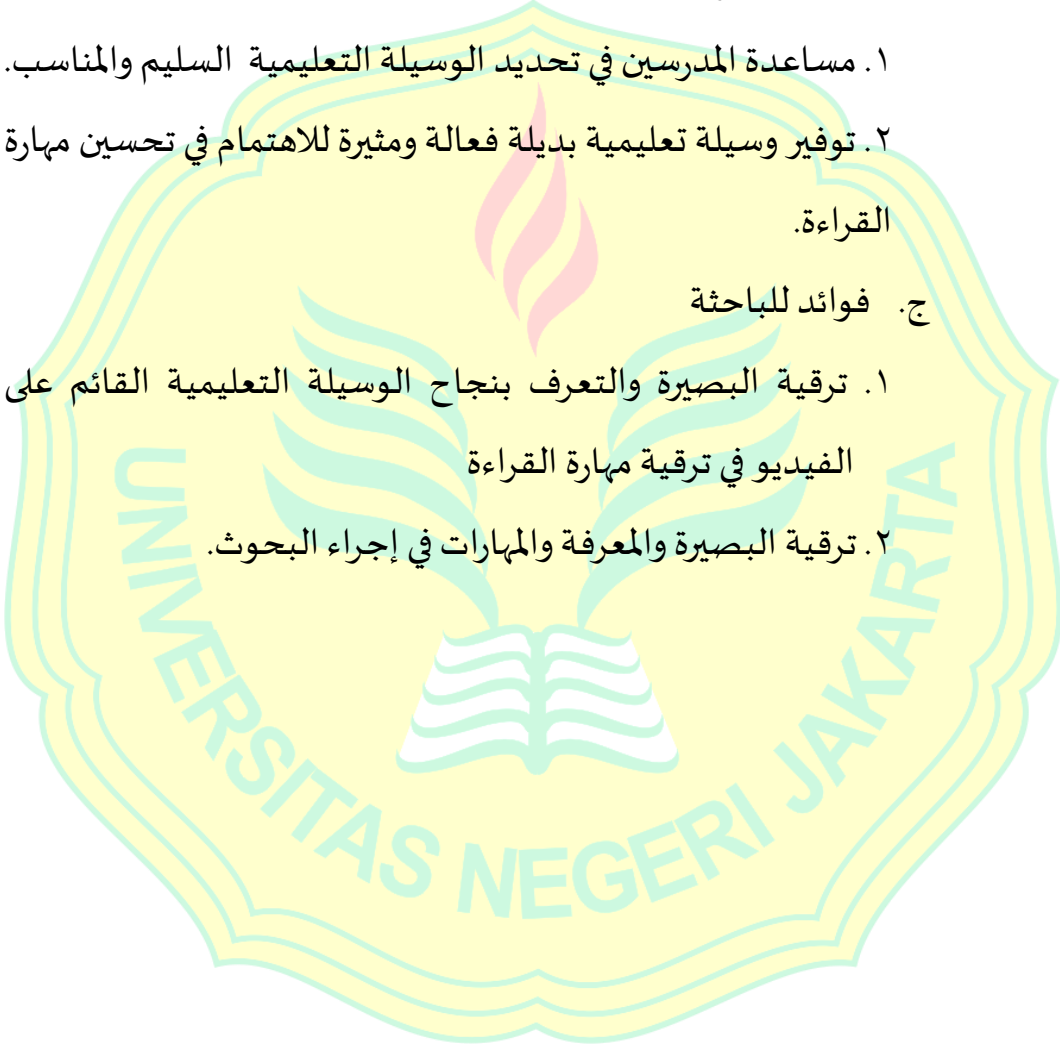 ١. مساعدة المدرسين في تحديد الوسيلة التعليمية السليم والمناسب.
٢. توفير وسيلة تعليمية بديلة فعالة ومثيرة للاهتمام في تحسين مهارة
القراءة.
ج. فوائد للباحثة
١. ترقية البصيرة والتعرف بنجاح الوسيلة التعليمية القائم على
الفيديو في ترقية مهارة القراءة
٢. ترقية البصيرة والمعرفة والمهارات في إجراء البحوث.
UNIVERSITAS NEGERI JAKARTA